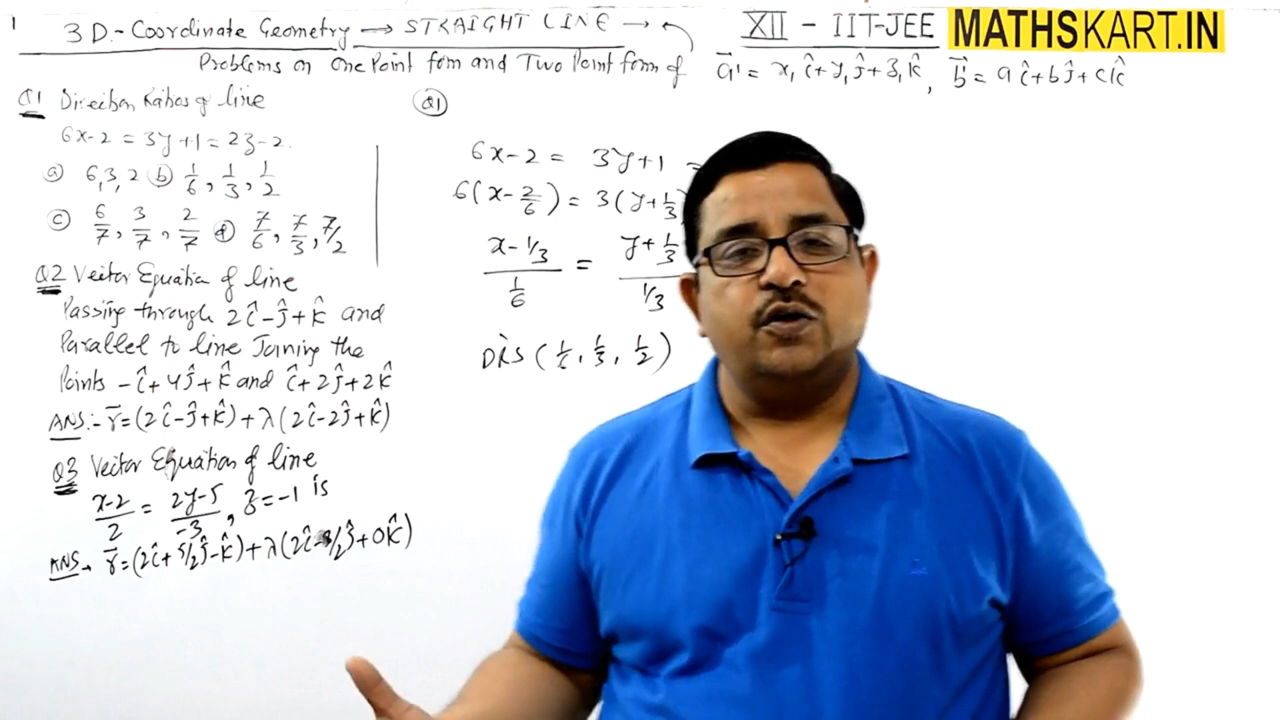 1
3D.- Coordinate Geometry → STRAIGHT LINE →
XII - IIT-JEE
MATHSKART.IN
Problems on One Point form and Two Point form of
a⃗ = x₁î+y₁ĵ+z₁k̂, b⃗ = aî+bĵ+ck̂
Q1 Direction Ratios of line
6x-2 = 3y+1 = 2z-2.
ⓐ 6,3,2 ⓑ 1/6, 1/3, 1/2
ⓒ 6/7, 3/7, 2/7 ⓓ 7/6, 7/3, 7/2
Q2 Vector Equation of line
Passing through 2î-ĵ+k̂ and
Parallel to line Joining the
Points -î+4ĵ+k̂ and î+2ĵ+2k̂
ANS:- r̄=(2î-ĵ+k̂)+λ(2î-2ĵ+k̂)
Q3 Vector Equation of line
x-2/2 = 2y-5/-3, z=-1 is
ANS→ r̄=(2î+5/2ĵ-k̂)+λ(2î-3/2ĵ+0k̂)
Q1
6x-2 = 3y+1 =
6(x-2/6) = 3(y+1/3)
x-1/3 / 1/6 = y+1/3 / 1/3
DRS (1/6, 1/3, 1/2)